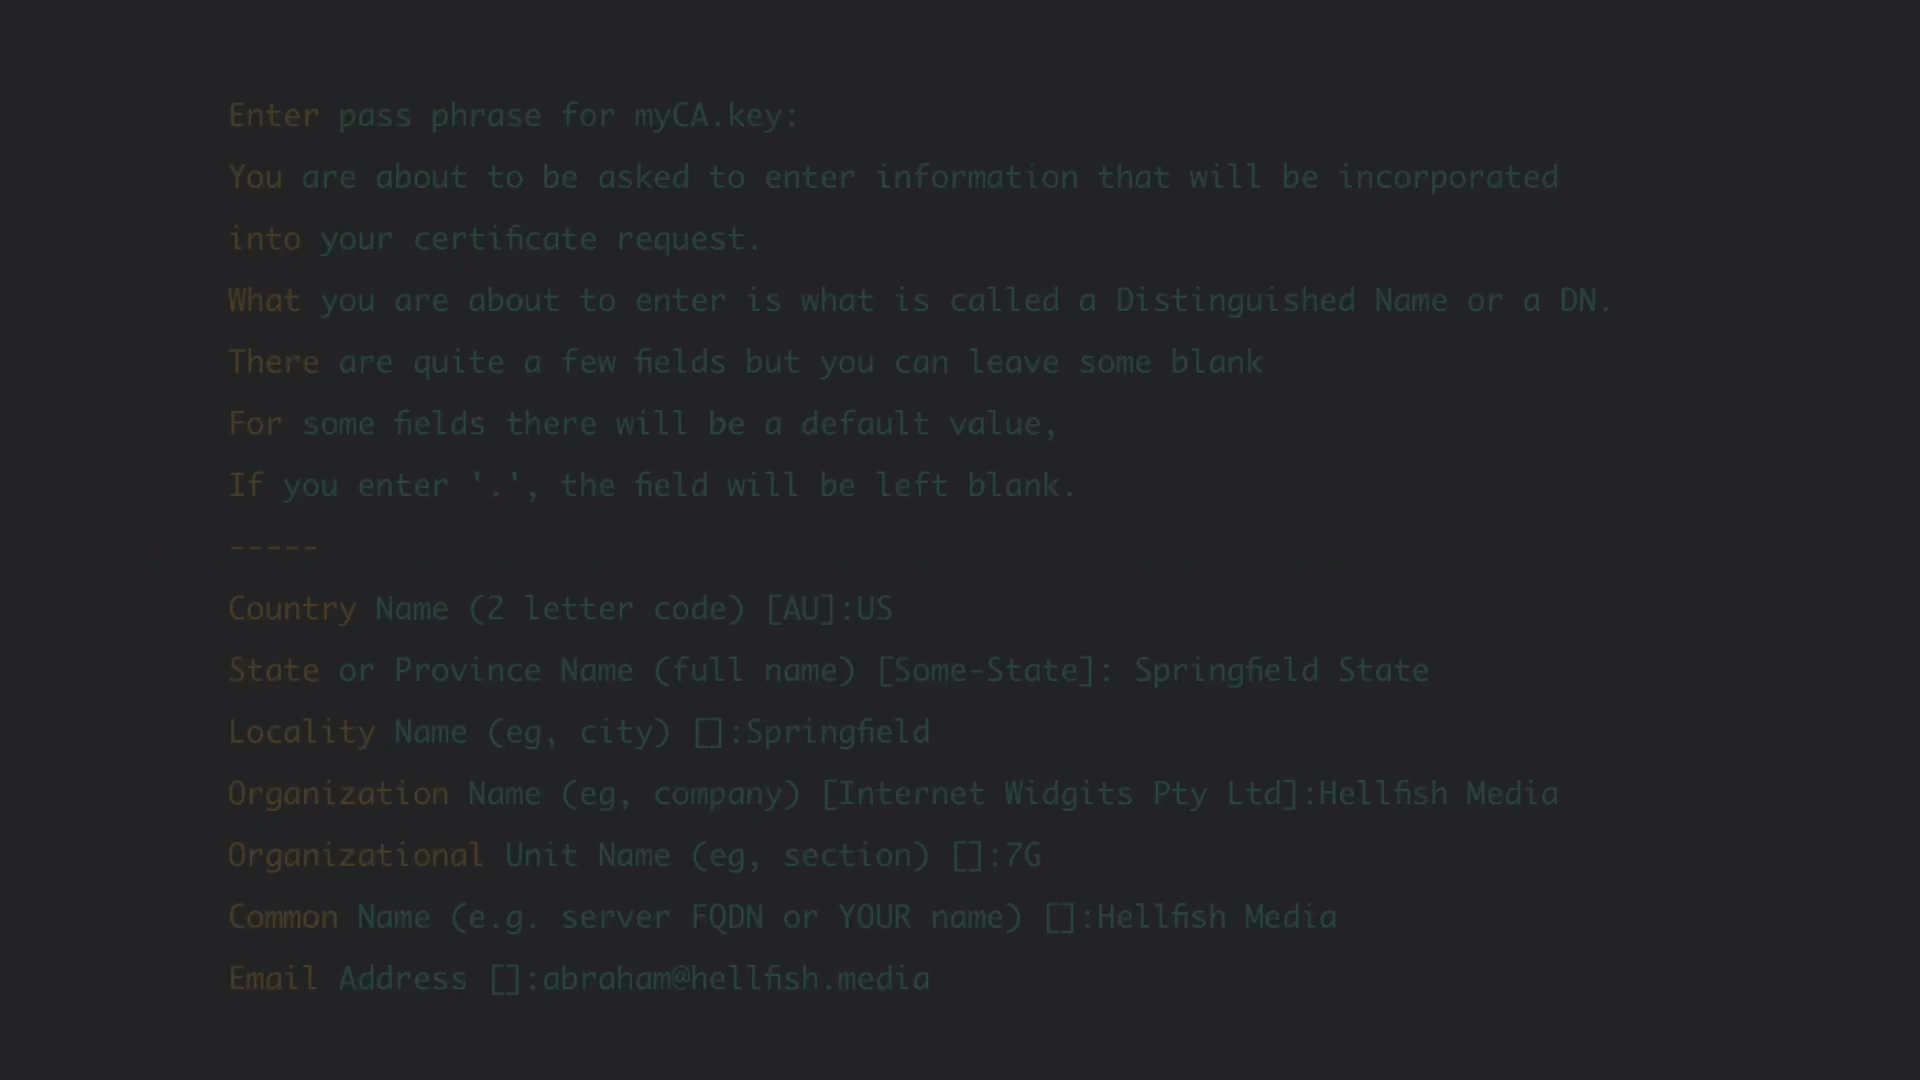 Enter pass phrase for myCA.key:
You are about to be asked to enter information that will be incorporated
into your certificate request.
What you are about to enter is what is called a Distinguished Name or a DN.
There are quite a few fields but you can leave some blank
For some fields there will be a default value,
If you enter '.', the field will be left blank.
-----
Country Name (2 letter code) [AU]:US
State or Province Name (full name) [Some-State]: Springfield State
Locality Name (eg, city) []:Springfield
Organization Name (eg, company) [Internet Widgits Pty Ltd]:Hellfish Media
Organizational Unit Name (eg, section) []:7G
Common Name (e.g. server FQDN or YOUR name) []:Hellfish Media
Email Address []:abraham@hellfish.media